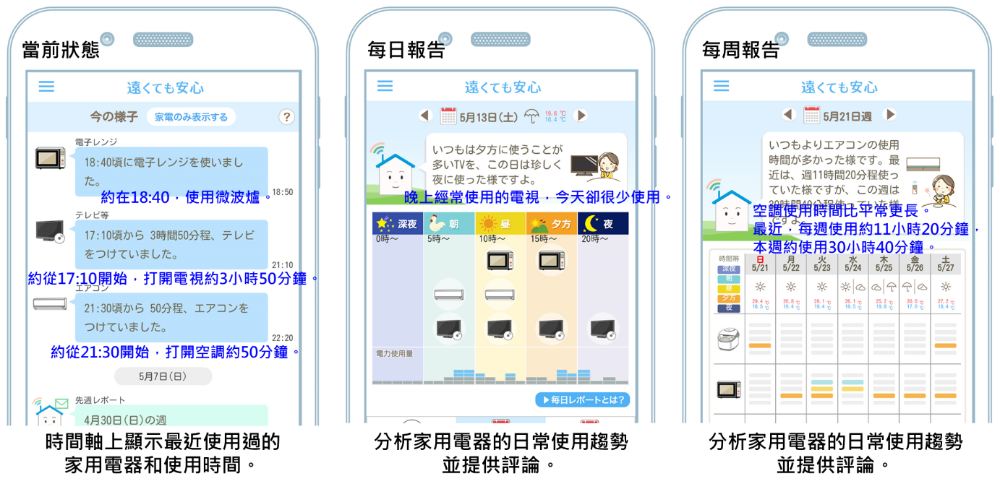 當前狀態
遠くても安心
今の様子
家電のみ表示する
?
電子レンジ
18:40頃に電子レンジを使いまし
た。
約在18:40，使用微波爐。
18:50
テレビ等
17:10頃から 3時間50分程、テレビ
をつけていました。
21:10
約從17:10開始，打開電視約3小時50分鐘。
エアコン
21:30頃から 50分程、エアコンを
つけていました。
22:20
約從21:30開始，打開空調約50分鐘。
5月7日(日)
先週レポート
4月30日(日)の週
時間軸上顯示最近使用過的
家用電器和使用時間。
每日報告
遠くても安心
5月13日(土)
19.6 ℃
16.4 ℃
いつもは夕方に使うことが
多いTVを、この日は珍しく
夜に使った様ですよ。
晚上經常使用的電視，今天卻很少使用。
深夜 朝 昼 夕方 夜
0時～ 5時～ 10時～ 15時～ 20時～
電力使用量
▶毎日レポートとは?
分析家用電器的日常使用趨勢
並提供評論。
每周報告
遠くても安心
5月21日週
いつもよりエアコンの使用
時間が多かった様です。最
近は、週11時間20分程使っ
ていた様ですが、この週は
30時間40分程使っていた様
ですよ。
空調使用時間比平常更長。
最近，每週使用約11小時20分鐘，
本週約使用30小時40分鐘。
時間帯 日 月 火 水 木 金 土
5/21 5/22 5/23 5/24 5/25 5/26 5/27
深夜
朝
昼
夕方
夜
29.4 ℃ 26.8 ℃ 26.1 ℃ 26.1 ℃ 25.2 ℃ 20.6 ℃ 27.2 ℃
18.5 ℃ 19.4 ℃ 19.4 ℃ 19.5 ℃ 19.8 ℃ 17.6 ℃ 18.4 ℃
分析家用電器的日常使用趨勢
並提供評論。